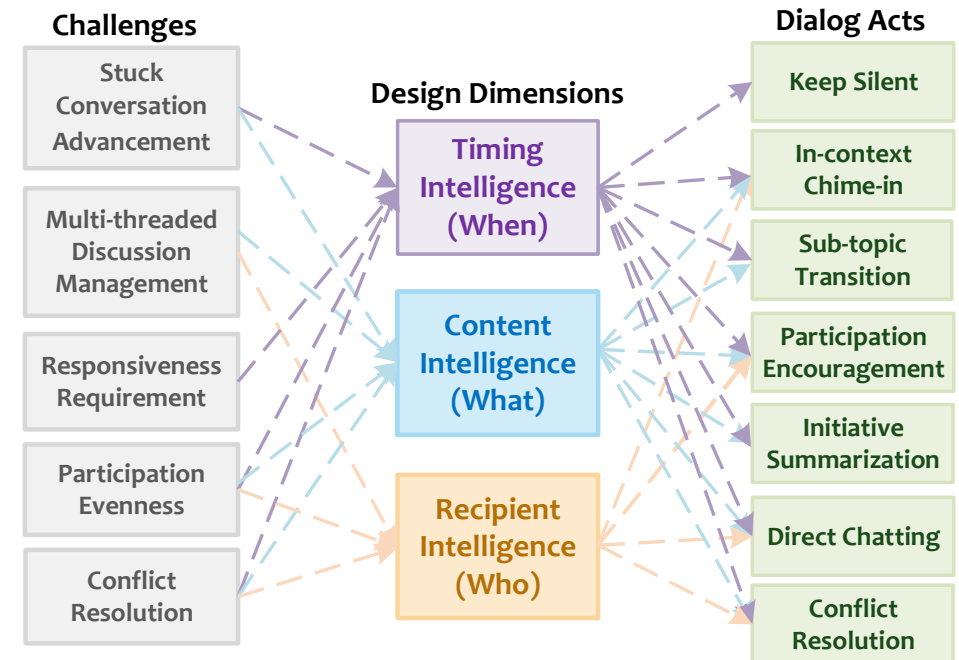 Challenges
Stuck
Conversation
Advancement
Multi-threaded
Discussion
Management
Responsiveness
Requirement
Participation
Evenness
Conflict
Resolution
Design Dimensions
Timing
Intelligence
(When)
Content
Intelligence
(What)
Recipient
Intelligence
(Who)
Dialog Acts
Keep Silent
In-context
Chime-in
Sub-topic
Transition
Participation
Encouragement
Initiative
Summarization
Direct Chatting
Conflict
Resolution